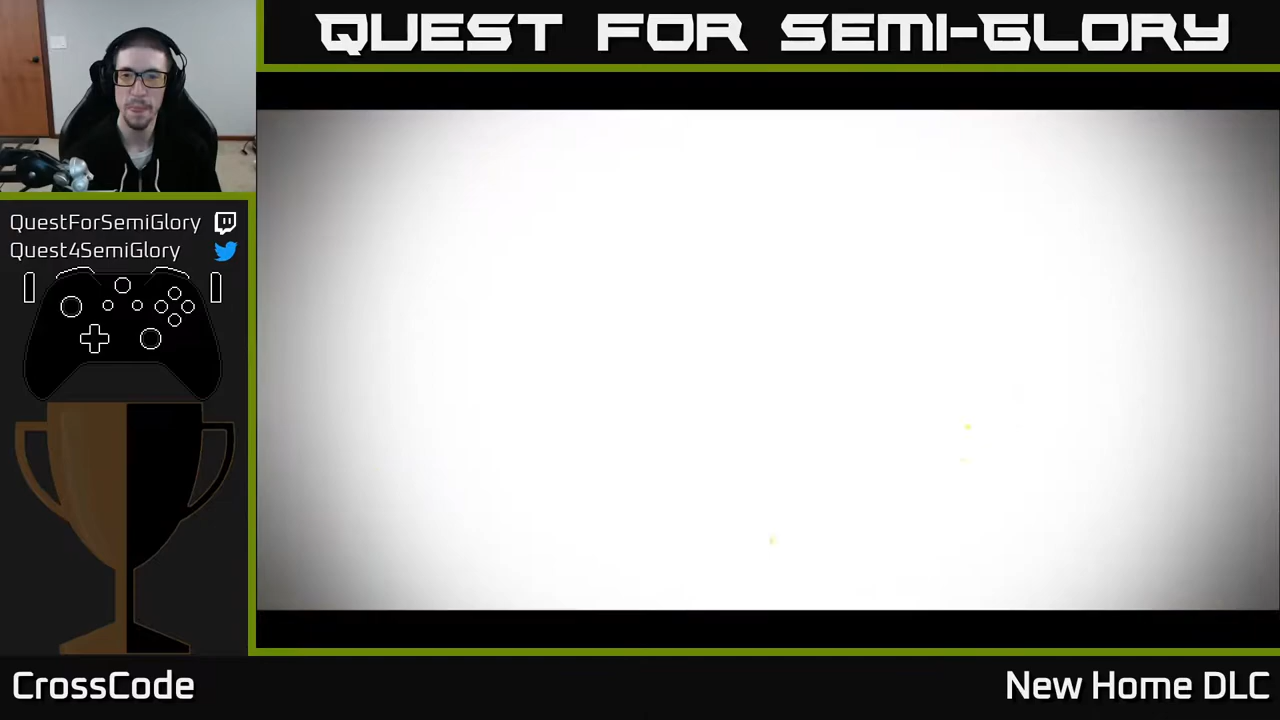 QUEST FOR SEMI-GLORY
QuestForSemiGlory
Quest4SemiGlory
CrossCode
New Home DLC